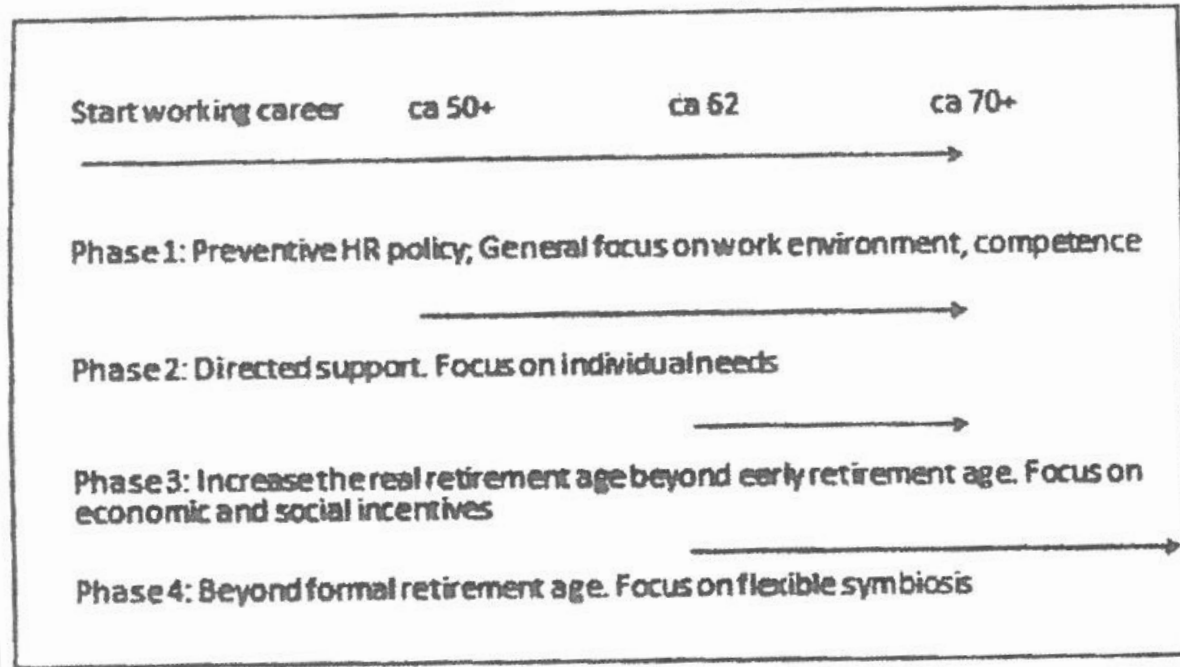 Start working career ca 50+ ca 62 ca 70+
Phase 1: Preventive HR policy; General focus on work environment, competence
Phase 2: Directed support. Focus on individual needs
Phase 3: Increase the real retirement age beyond early retirement age. Focus on
economic and social incentives
Phase 4: Beyond formal retirement age. Focus on flexible symbiosis